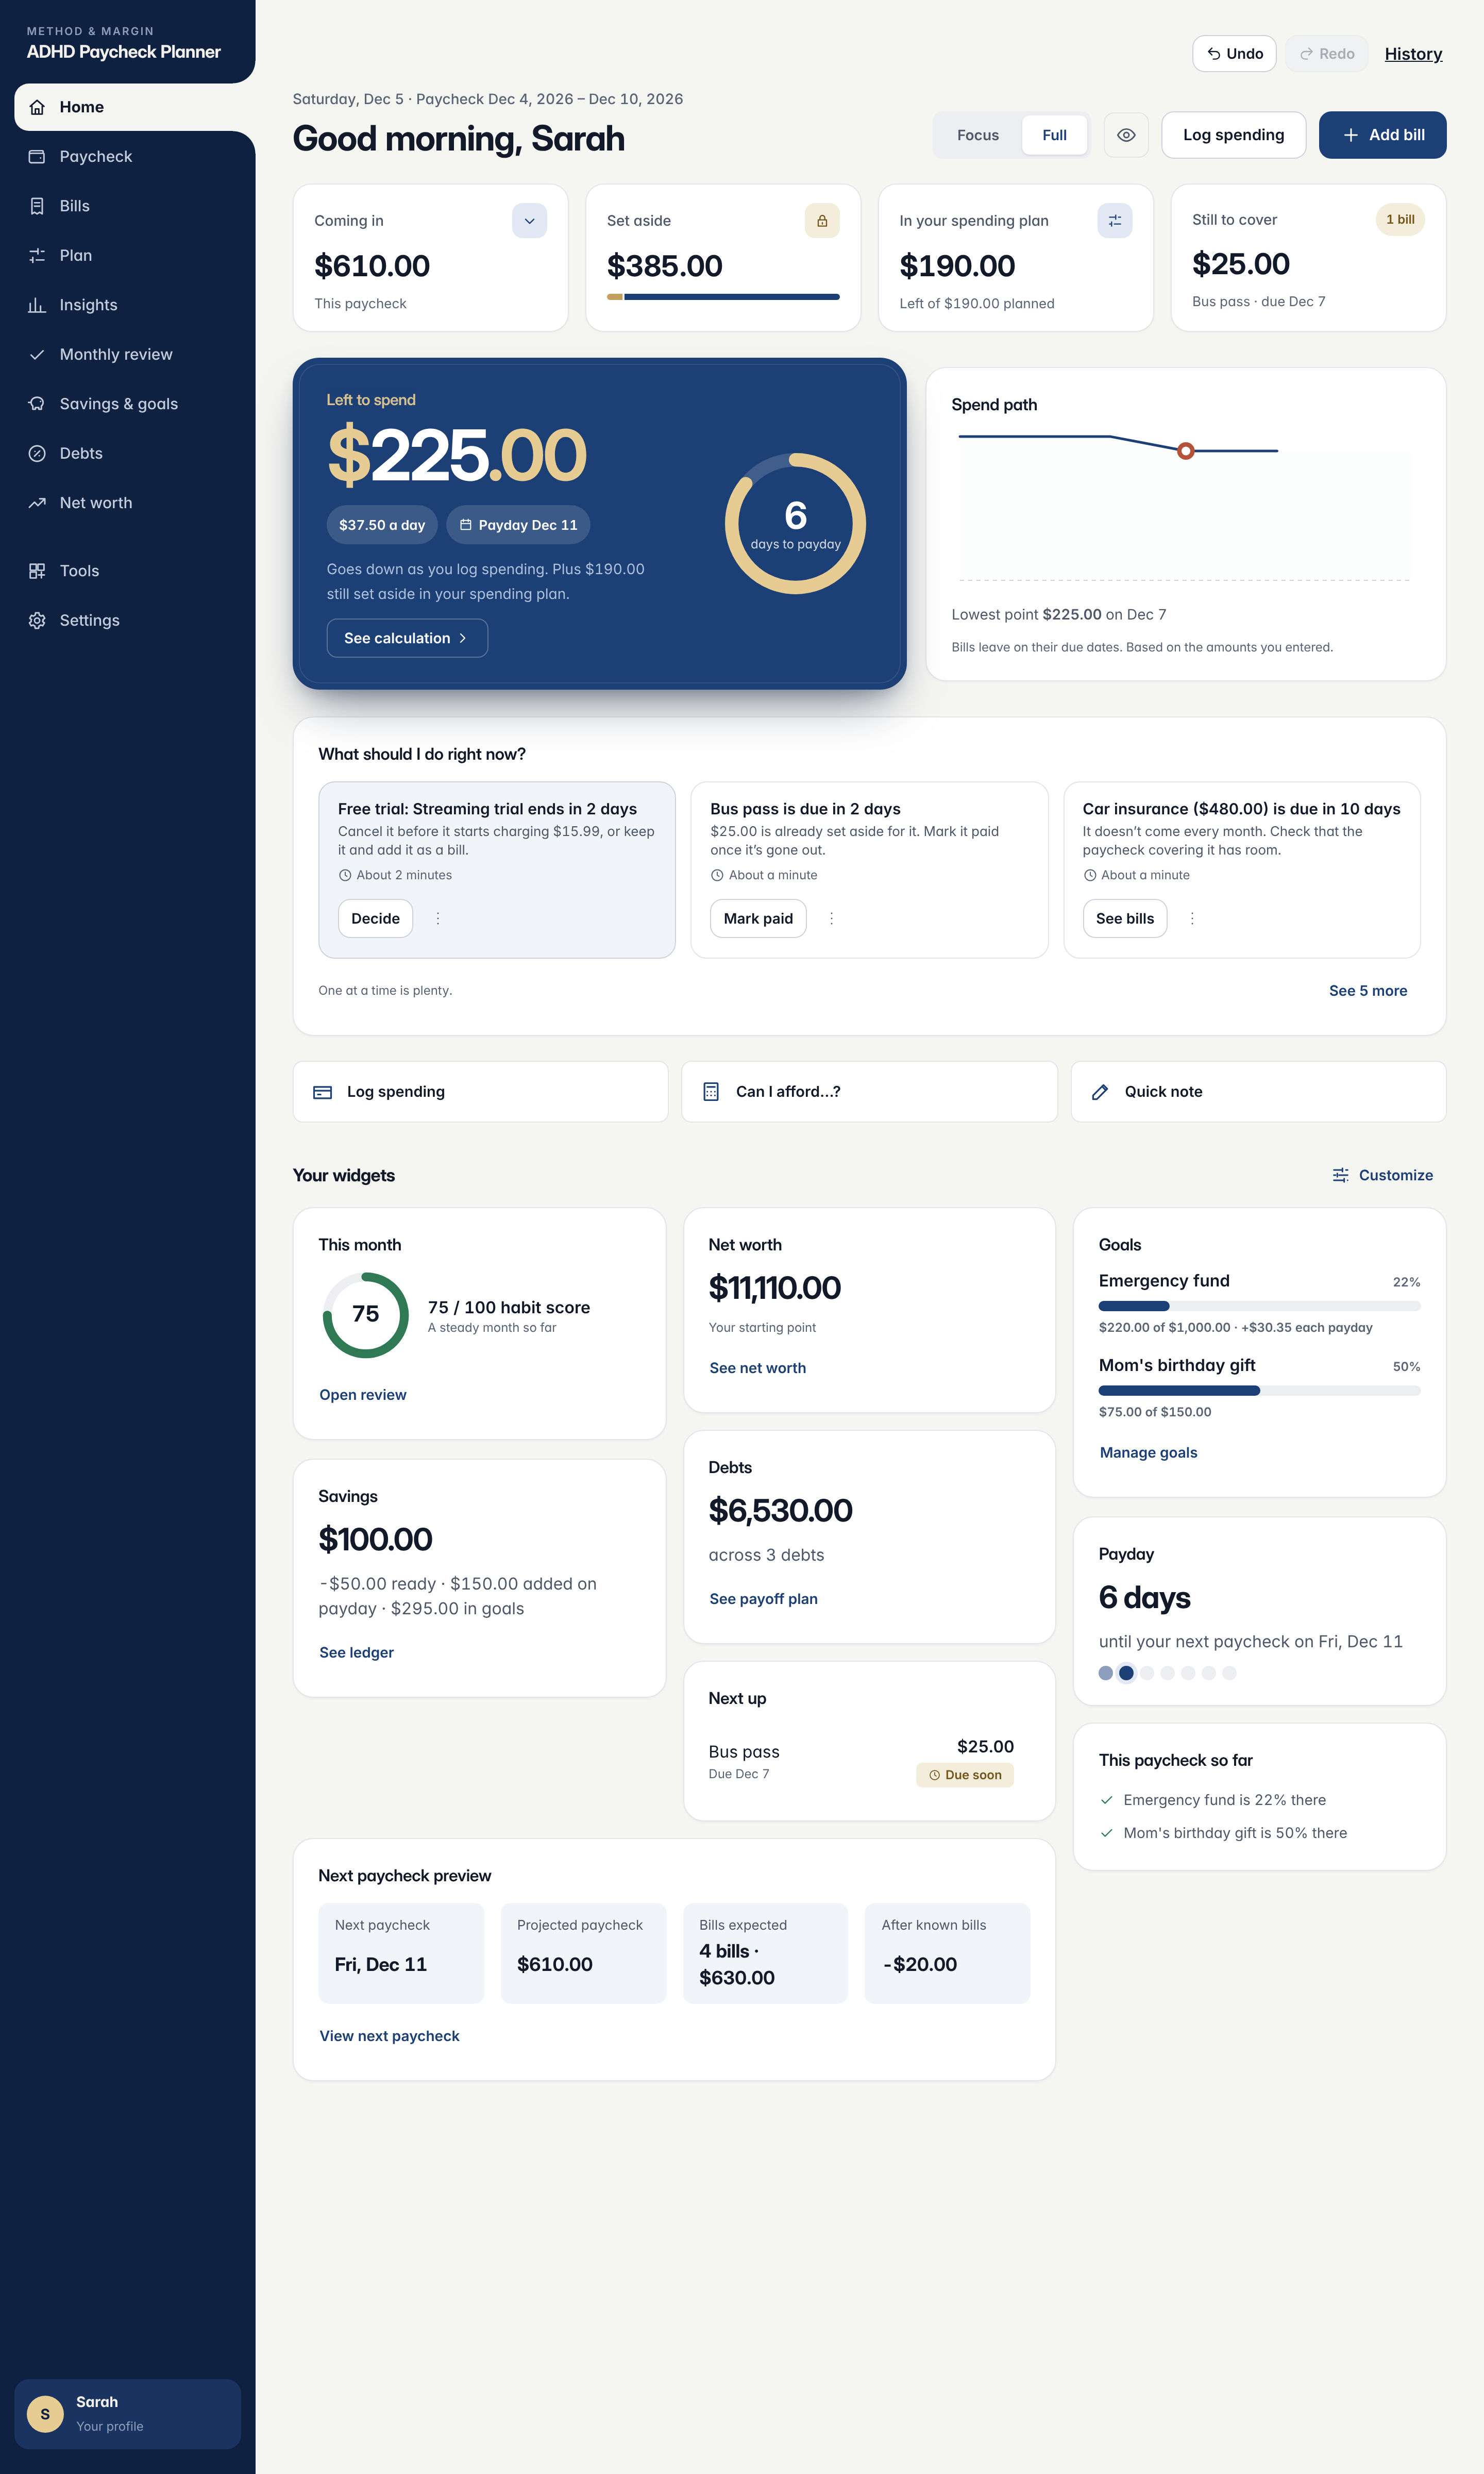 METHOD & MARGIN
ADHD Paycheck Planner
Home
Paycheck
Bills
Plan
Insights
Monthly review
Savings & goals
Debts
Net worth
Tools
Settings
Sarah
S
Your profile
Undo
Redo
History
Saturday, Dec 5 · Paycheck Dec 4, 2026 – Dec 10, 2026
Good morning, Sarah
Focus
Full
Log spending
Add bill
Coming in
$610.00
This paycheck
Set aside
$385.00
In your spending plan
$190.00
Left of $190.00 planned
Still to cover
1 bill
$25.00
Bus pass · due Dec 7
Left to spend
$225.00
$37.50 a day
Payday Dec 11
Goes down as you log spending. Plus $190.00
still set aside in your spending plan.
See calculation
6
days to payday
Spend path
Lowest point $225.00 on Dec 7
Bills leave on their due dates. Based on the amounts you entered.
What should I do right now?
Free trial: Streaming trial ends in 2 days
Cancel it before it starts charging $15.99, or keep
it and add it as a bill.
About 2 minutes
Decide
Bus pass is due in 2 days
$25.00 is already set aside for it. Mark it paid
once it’s gone out.
About a minute
Mark paid
Car insurance ($480.00) is due in 10 days
It doesn’t come every month. Check that the
paycheck covering it has room.
About a minute
See bills
One at a time is plenty.
See 5 more
Log spending
Can I afford...?
Quick note
Your widgets
Customize
This month
75
75 / 100 habit score
A steady month so far
Open review
Net worth
$11,110.00
Your starting point
See net worth
Goals
Emergency fund
22%
$220.00 of $1,000.00 · +$30.35 each payday
Mom's birthday gift
50%
$75.00 of $150.00
Manage goals
Savings
$100.00
-$50.00 ready · $150.00 added on
payday · $295.00 in goals
See ledger
Debts
$6,530.00
across 3 debts
See payoff plan
Payday
6 days
until your next paycheck on Fri, Dec 11
Next up
Bus pass
Due Dec 7
$25.00
Due soon
This paycheck so far
Emergency fund is 22% there
Mom's birthday gift is 50% there
Next paycheck preview
Next paycheck
Fri, Dec 11
Projected paycheck
$610.00
Bills expected
4 bills ·
$630.00
After known bills
-$20.00
View next paycheck